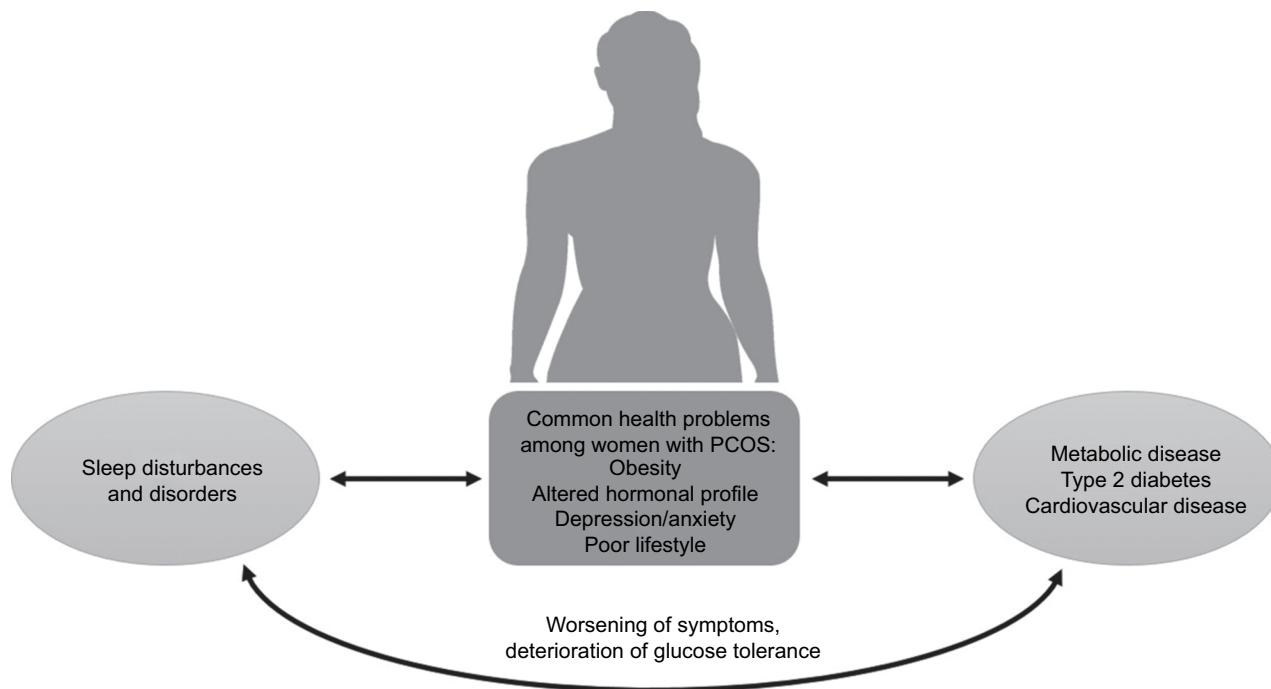 Common health problems
among women with PCOS:
Obesity
Altered hormonal profile
Depression/anxiety
Poor lifestyle
Sleep disturbances
and disorders
Metabolic disease
Type 2 diabetes
Cardiovascular disease
Worsening of symptoms,
deterioration of glucose tolerance